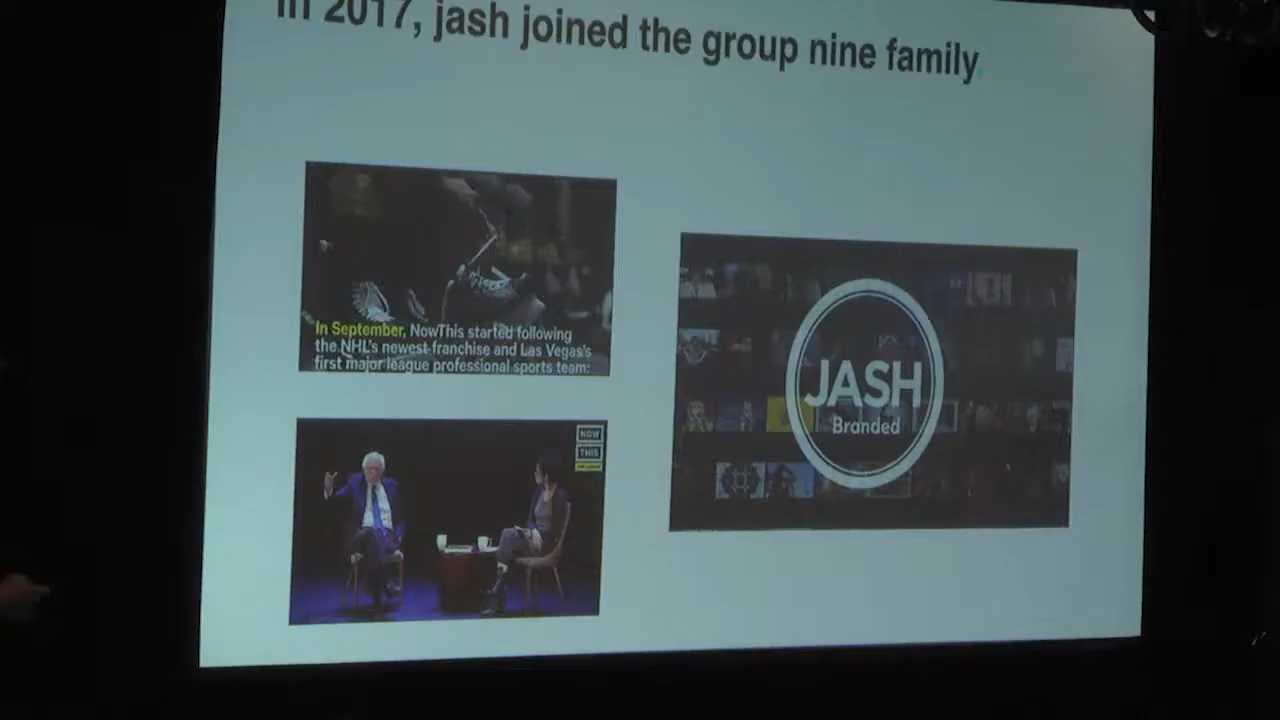 In 2017, jash joined the group nine family.
In September, NowThis started following
the NHL's newest franchise and Las Vegas's
first major league professional sports team:
NOW
THIS
JASH
Branded